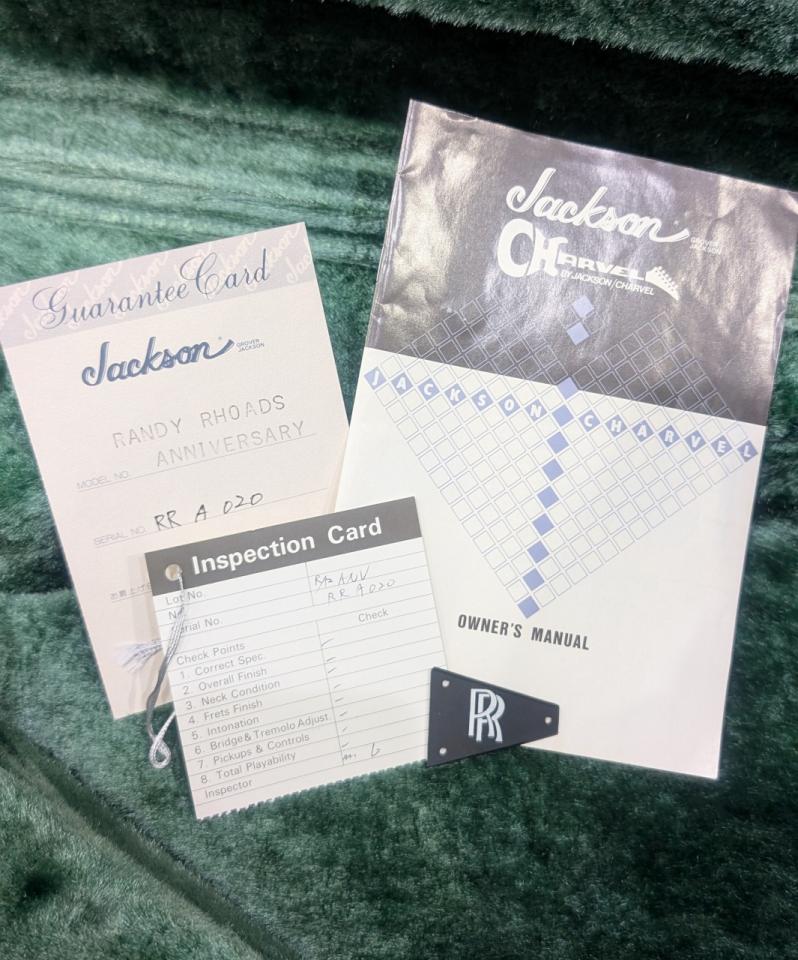 Guarantee Card
Jackson GROVER JACKSON
RANDY RHOADS
ANNIVERSARY
MODEL NO.
SERIAL NO. RR A 020
Jackson GROVER JACKSON
CHARVEL
BY JACKSON/CHARVEL
JACKSON CHARVEL
OWNER'S MANUAL
Inspection Card
Lot No.
Serial No. RR A 020
Check
Check Points
1. Correct Spec.
2. Overall Finish
3. Neck Condition
4. Frets Finish
5. Intonation
6. Bridge & Tremolo Adjust
7. Pickups & Controls
8. Total Playability
Inspector
RR